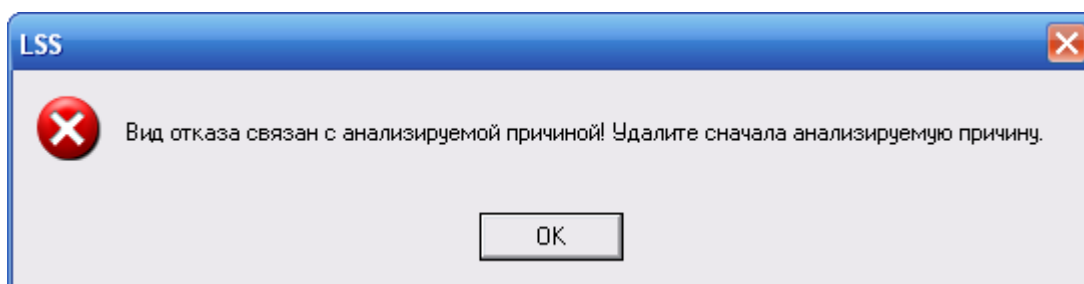 LSS
Вид отказа связан с анализируемой причиной! Удалите сначала анализируемую причину.
OK